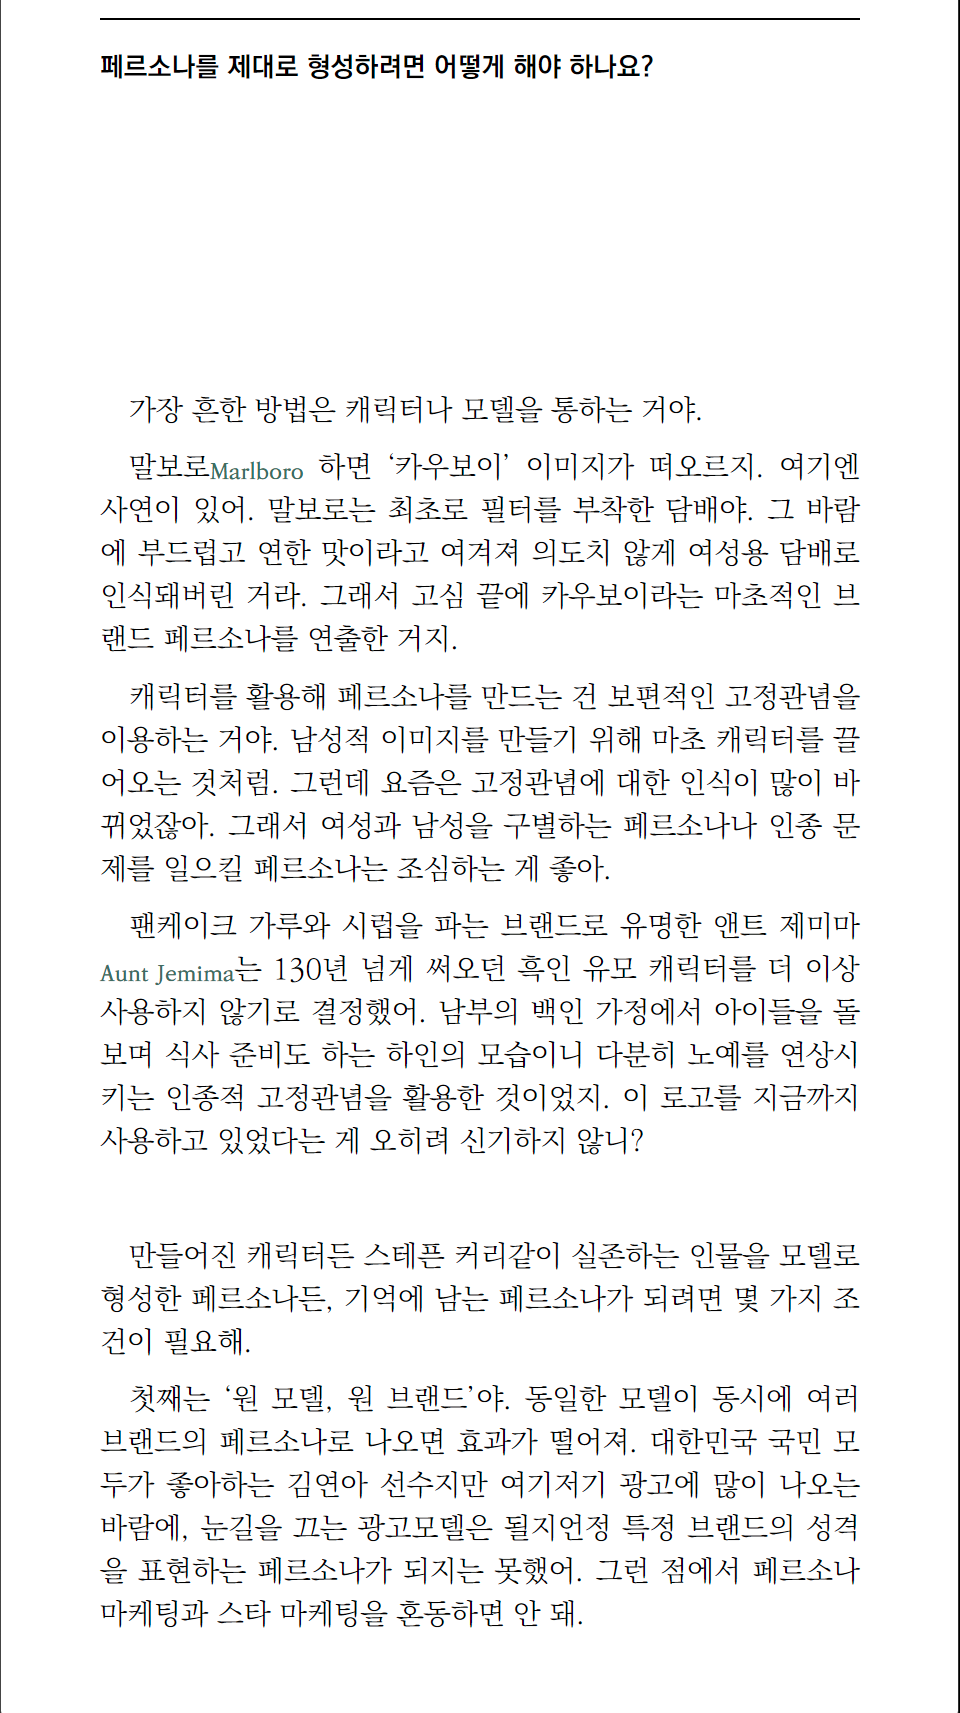 페르소나를 제대로 형성하려면 어떻게 해야 하나요?
가장 흔한 방법은 캐릭터나 모델을 통하는 거야.
말보로Marlboro 하면 ‘카우보이’ 이미지가 떠오르지. 여기엔
사연이 있어. 말보로는 최초로 필터를 부착한 담배야. 그 바람
에 부드럽고 연한 맛이라고 여겨져 의도치 않게 여성용 담배로
인식돼버린 거라. 그래서 고심 끝에 카우보이라는 마초적인 브
랜드 페르소나를 연출한 거지.
캐릭터를 활용해 페르소나를 만드는 건 보편적인 고정관념을
이용하는 거야. 남성적 이미지를 만들기 위해 마초 캐릭터를 끌
어오는 것처럼. 그런데 요즘은 고정관념에 대한 인식이 많이 바
뀌었잖아. 그래서 여성과 남성을 구별하는 페르소나나 인종 문
제를 일으킬 페르소나는 조심하는 게 좋아.
팬케이크 가루와 시럽을 파는 브랜드로 유명한 앤트 제미마
Aunt Jemima는 130년 넘게 써오던 흑인 유모 캐릭터를 더 이상
사용하지 않기로 결정했어. 남부의 백인 가정에서 아이들을 돌
보며 식사 준비도 하는 하인의 모습이니 다분히 노예를 연상시
키는 인종적 고정관념을 활용한 것이었지. 이 로고를 지금까지
사용하고 있었다는 게 오히려 신기하지 않니?
만들어진 캐릭터든 스테픈 커리같이 실존하는 인물을 모델로
형성한 페르소나든, 기억에 남는 페르소나가 되려면 몇 가지 조
건이 필요해.
첫째는 ‘원 모델, 원 브랜드’야. 동일한 모델이 동시에 여러
브랜드의 페르소나로 나오면 효과가 떨어져. 대한민국 국민 모
두가 좋아하는 김연아 선수지만 여기저기 광고에 많이 나오는
바람에, 눈길을 끄는 광고모델은 될지언정 특정 브랜드의 성격
을 표현하는 페르소나가 되지는 못했어. 그런 점에서 페르소나
마케팅과 스타 마케팅을 혼동하면 안 돼.